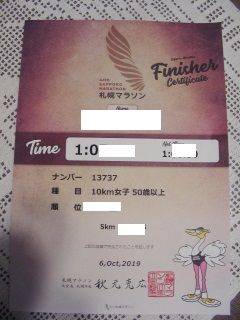 SAPPORO
MARATHON
札幌マラソン
Finisher
Certificate
Name
Time
1:0
1:
ナンバー 13737
種　目 10km女子 50歳以上
順　位
5km
6,Oct,2019
札幌マラソン
秋元克広